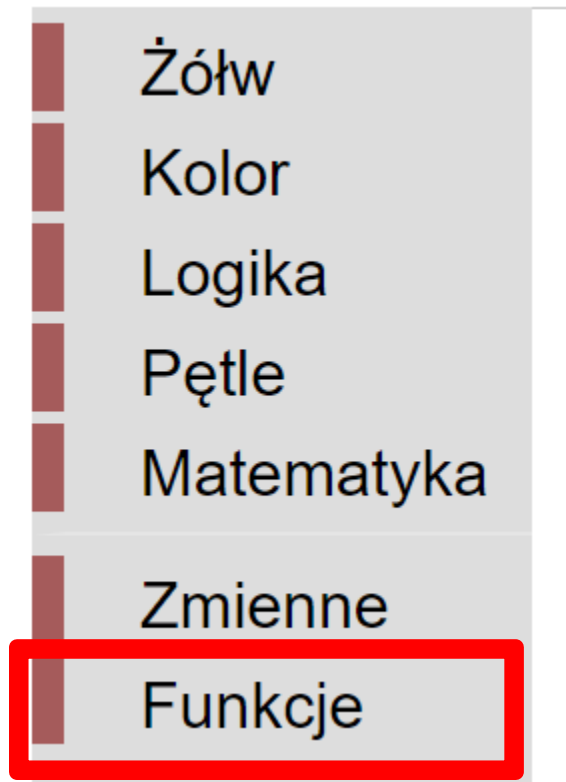 Żółw
Kolor
Logika
Pętle
Matematyka
Zmienne
Funkcje